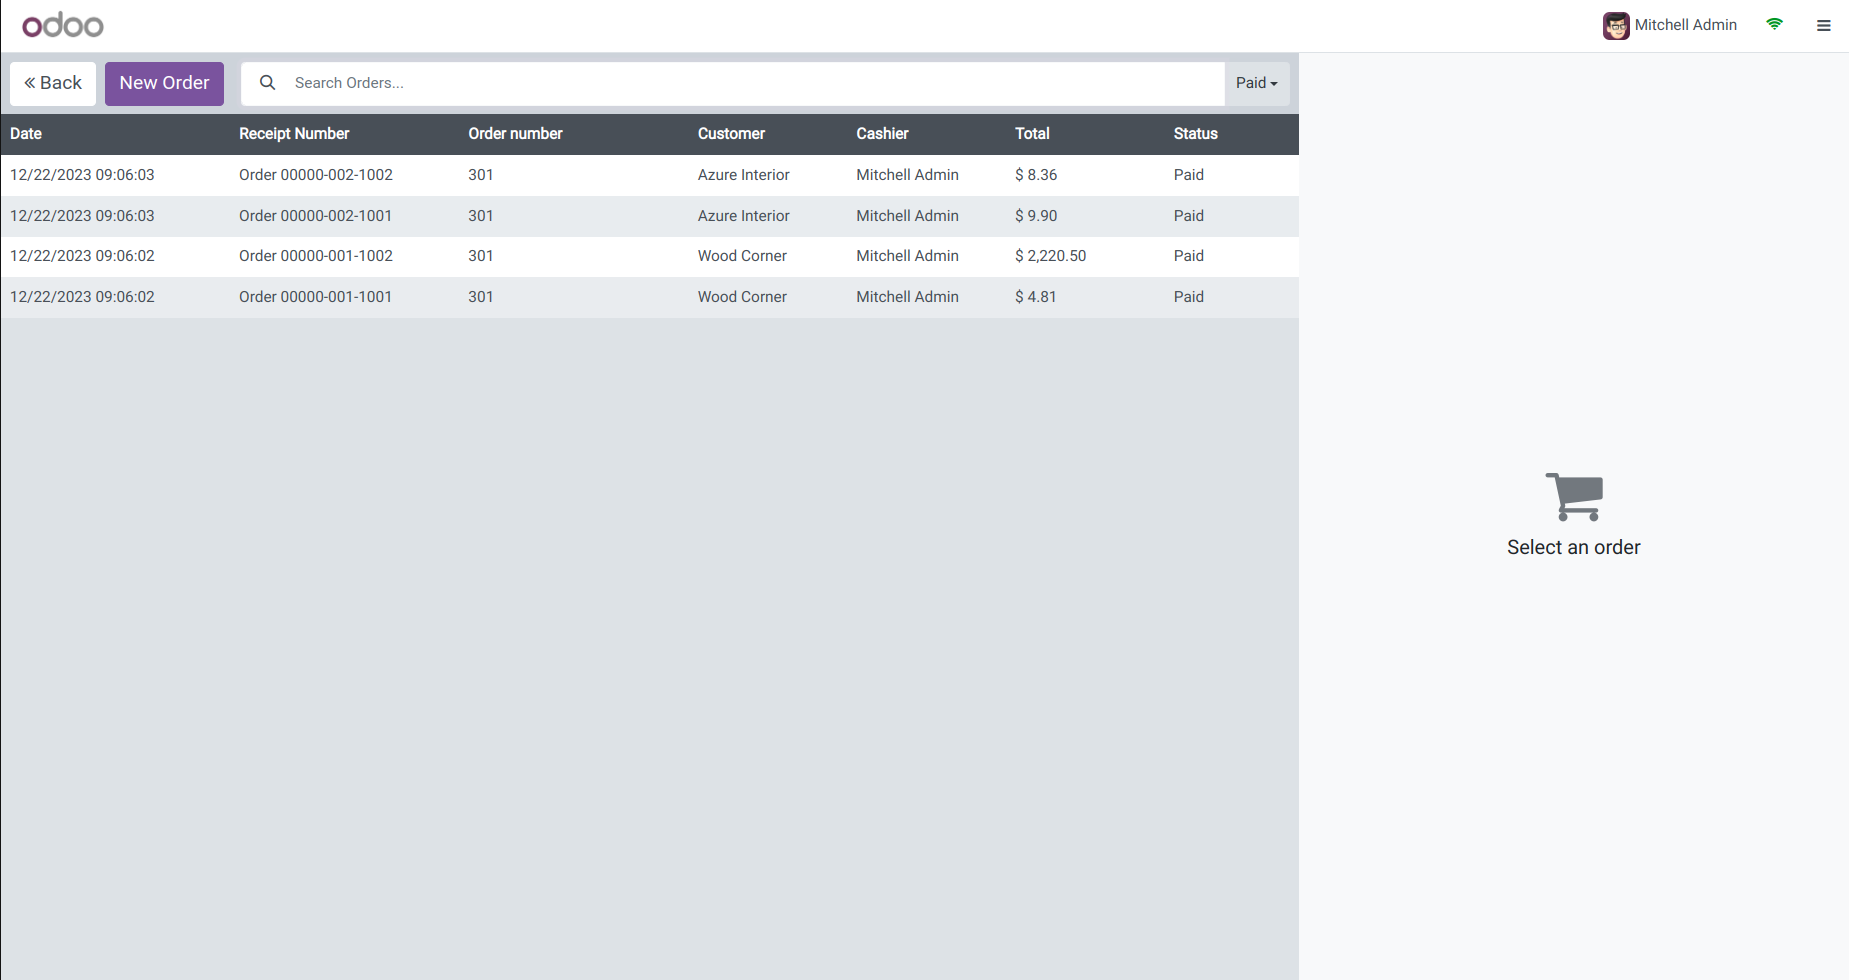 odoo
Mitchell Admin
Back
New Order
Search Orders...
Paid
Date Receipt Number Order number Customer Cashier Total Status
12/22/2023 09:06:03 Order 00000-002-1002 301 Azure Interior Mitchell Admin $ 8.36 Paid
12/22/2023 09:06:03 Order 00000-002-1001 301 Azure Interior Mitchell Admin $ 9.90 Paid
12/22/2023 09:06:02 Order 00000-001-1002 301 Wood Corner Mitchell Admin $ 2,220.50 Paid
12/22/2023 09:06:02 Order 00000-001-1001 301 Wood Corner Mitchell Admin $ 4.81 Paid
Select an order